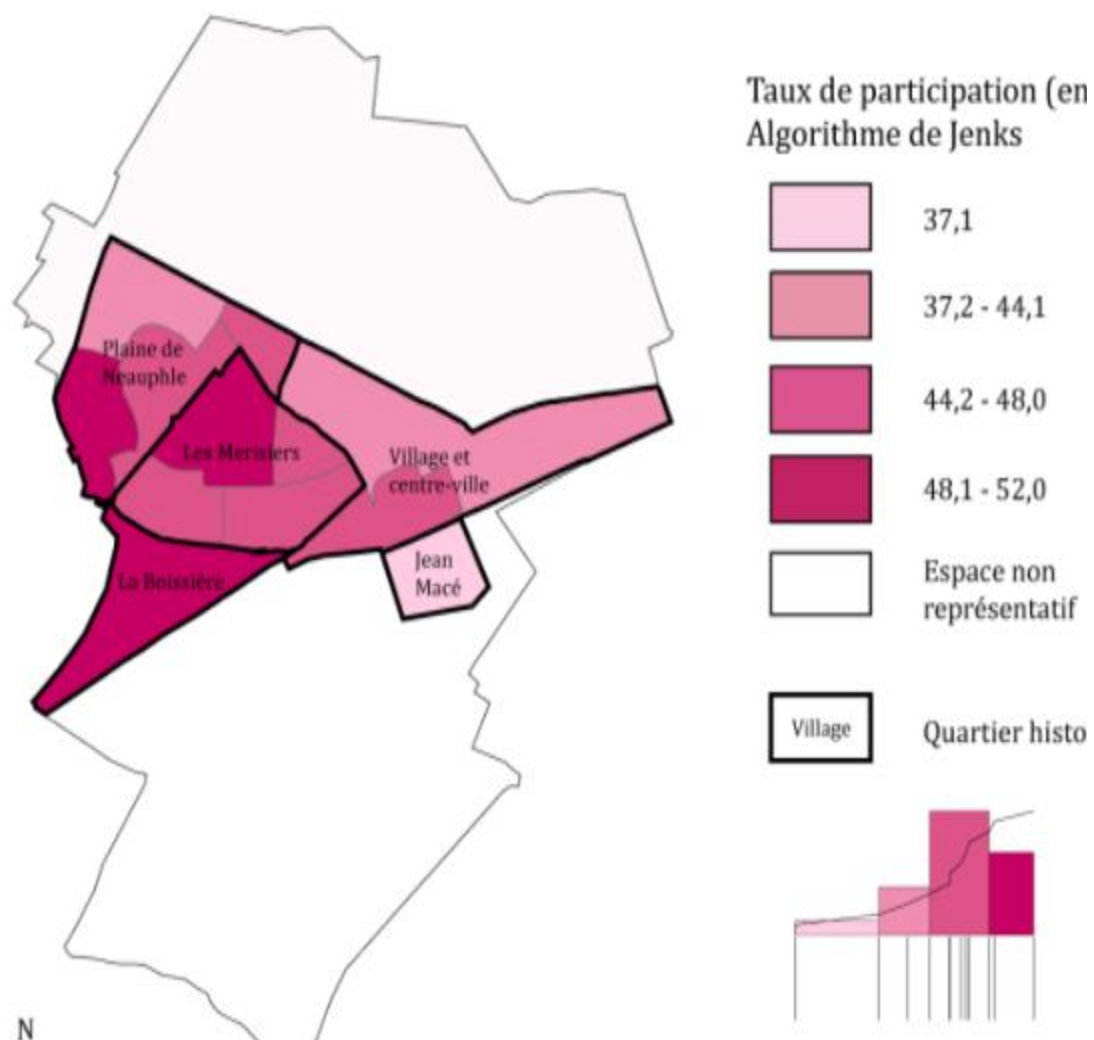 Taux de participation (en
Algorithme de Jenks
37,1
37,2 - 44,1
44,2 - 48,0
48,1 - 52,0
Espace non
représentatif
Village
Quartier histo
Plaine de
Neauphle
Les Merisiers
Village et
centre-ville
Jean
Macé
La Boissière
N